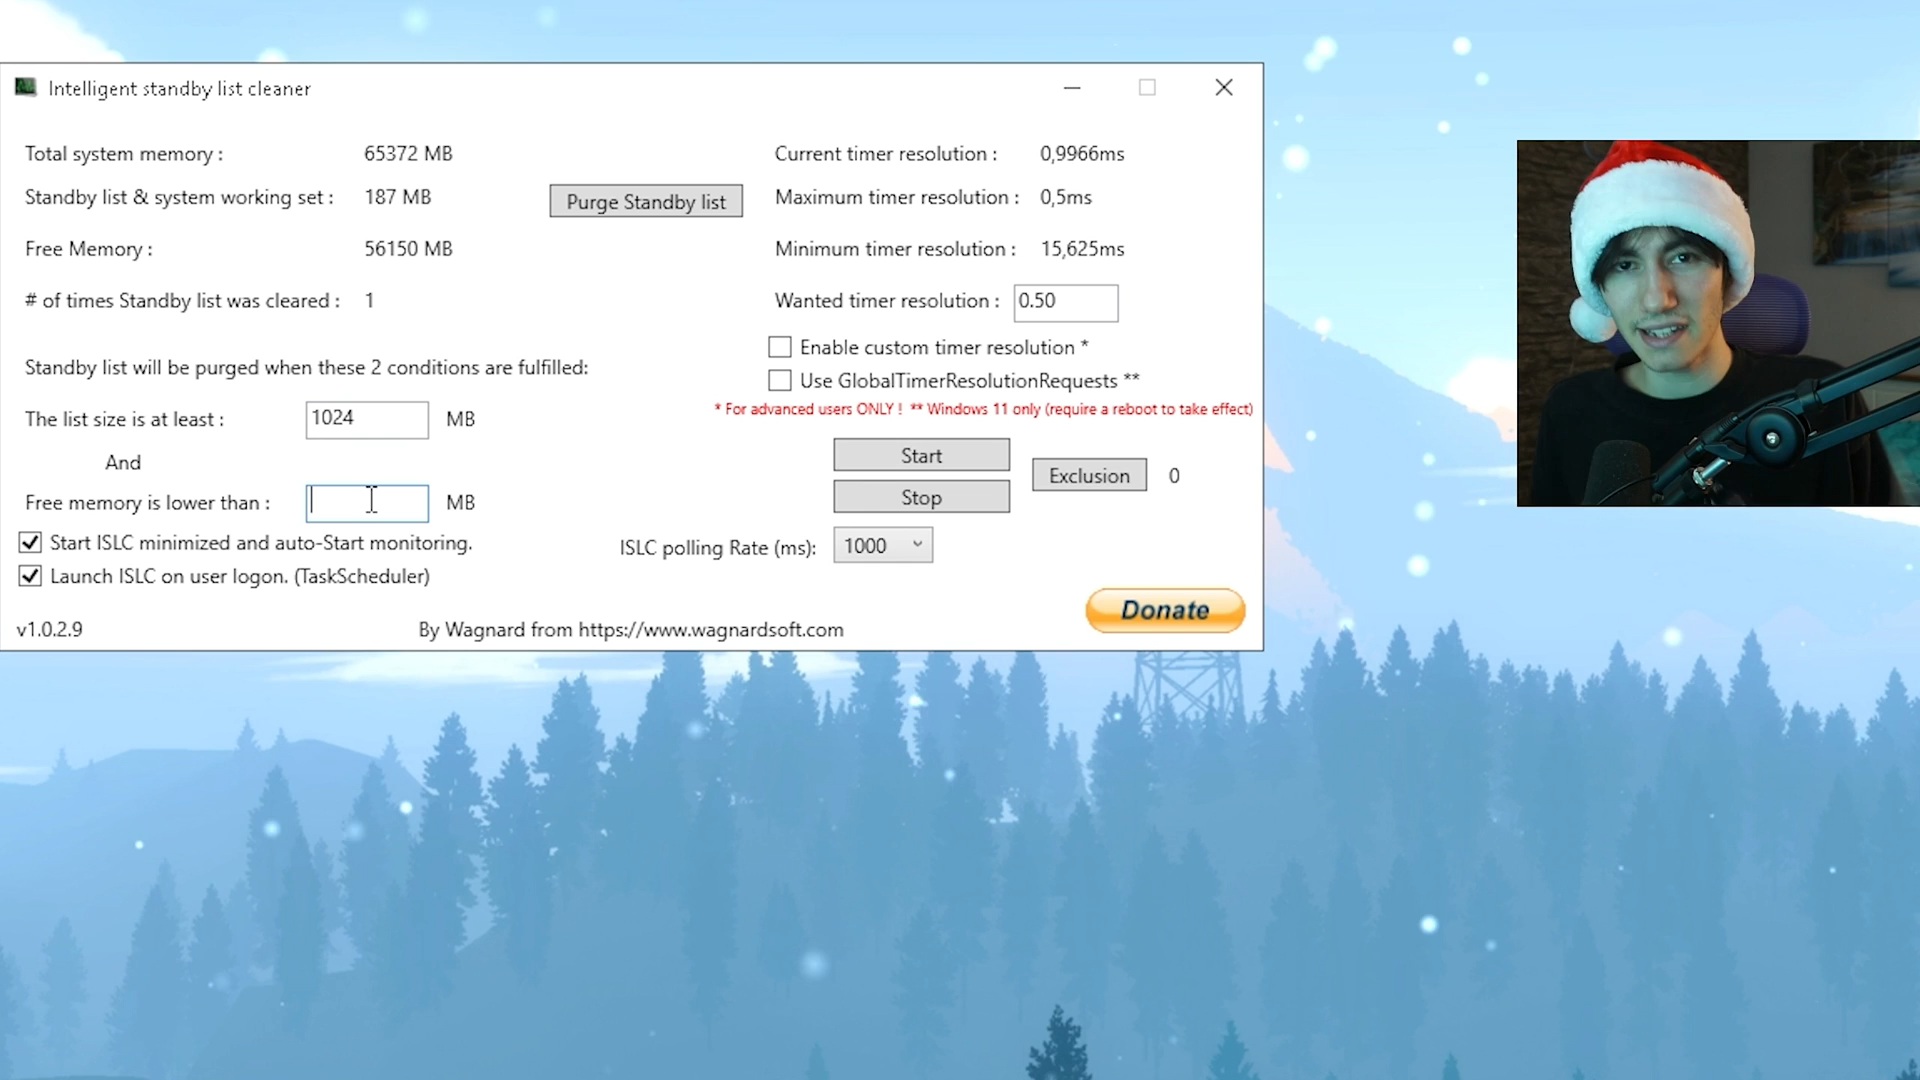 Intelligent standby list cleaner
Total system memory : 65372 MB
Standby list & system working set : 187 MB
Purge Standby list
Free Memory : 56150 MB
# of times Standby list was cleared : 1
Standby list will be purged when these 2 conditions are fulfilled:
The list size is at least : 1024 MB
And
Free memory is lower than : MB
Start ISLC minimized and auto-Start monitoring.
Launch ISLC on user logon. (TaskScheduler)
Current timer resolution : 0,9966ms
Maximum timer resolution : 0,5ms
Minimum timer resolution : 15,625ms
Wanted timer resolution : 0.50
Enable custom timer resolution *
Use GlobalTimerResolutionRequests **
* For advanced users ONLY ! ** Windows 11 only (require a reboot to take effect)
Start
Stop
Exclusion 0
ISLC polling Rate (ms): 1000
Donate
v1.0.2.9
By Wagnard from https://www.wagnardsoft.com